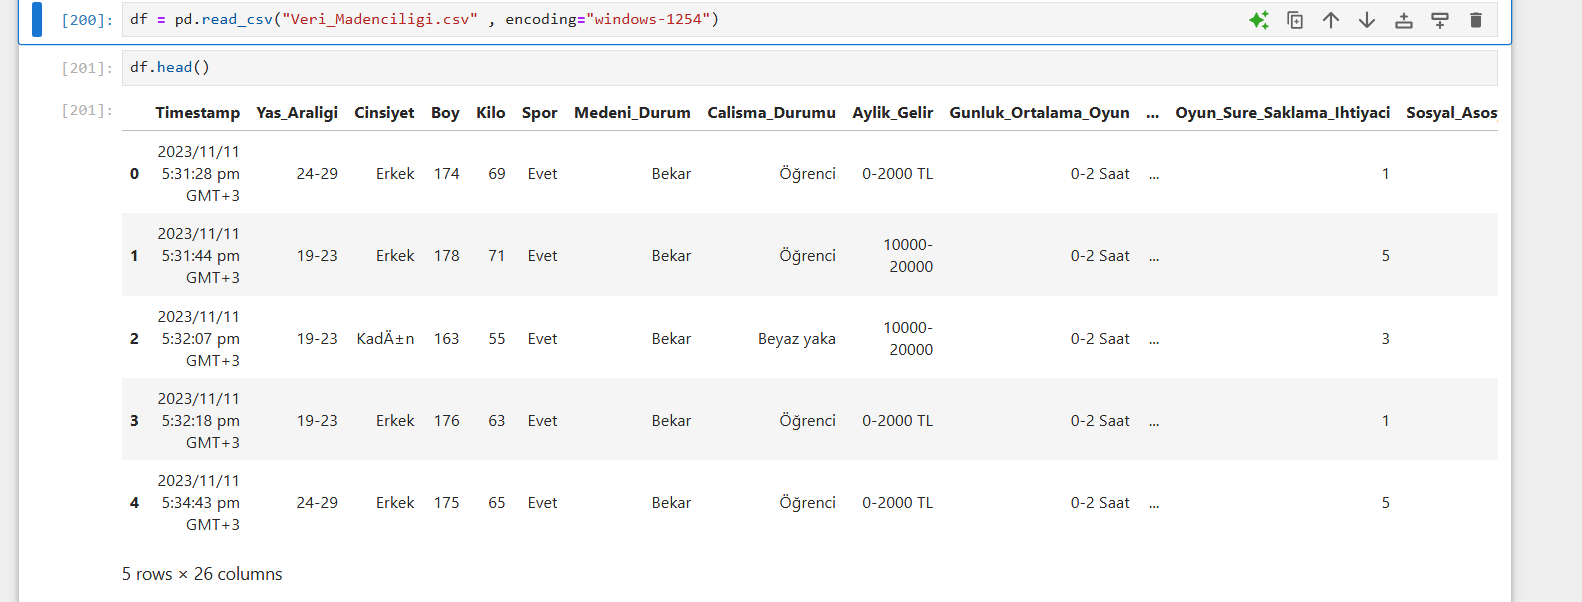 [200]: df = pd.read_csv("Veri_Madenciligi.csv" , encoding="windows-1254")
[201]: df.head()
[201]: Timestamp Yas_Araligi Cinsiyet Boy Kilo Spor Medeni_Durum Calisma_Durumu Aylik_Gelir Gunluk_Ortalama_Oyun ... Oyun_Sure_Saklama_Ihtiyaci Sosyal_Asos
2023/11/11
0 5:31:28 pm 24-29 Erkek 174 69 Evet Bekar Öğrenci 0-2000 TL 0-2 Saat ... 1
GMT+3
2023/11/11
1 5:31:44 pm 19-23 Erkek 178 71 Evet Bekar Öğrenci 10000-20000 0-2 Saat ... 5
GMT+3
2023/11/11
2 5:32:07 pm 19-23 KadÄ±n 163 55 Evet Bekar Beyaz yaka 10000-20000 0-2 Saat ... 3
GMT+3
2023/11/11
3 5:32:18 pm 19-23 Erkek 176 63 Evet Bekar Öğrenci 0-2000 TL 0-2 Saat ... 1
GMT+3
2023/11/11
4 5:34:43 pm 24-29 Erkek 175 65 Evet Bekar Öğrenci 0-2000 TL 0-2 Saat ... 5
GMT+3
5 rows × 26 columns